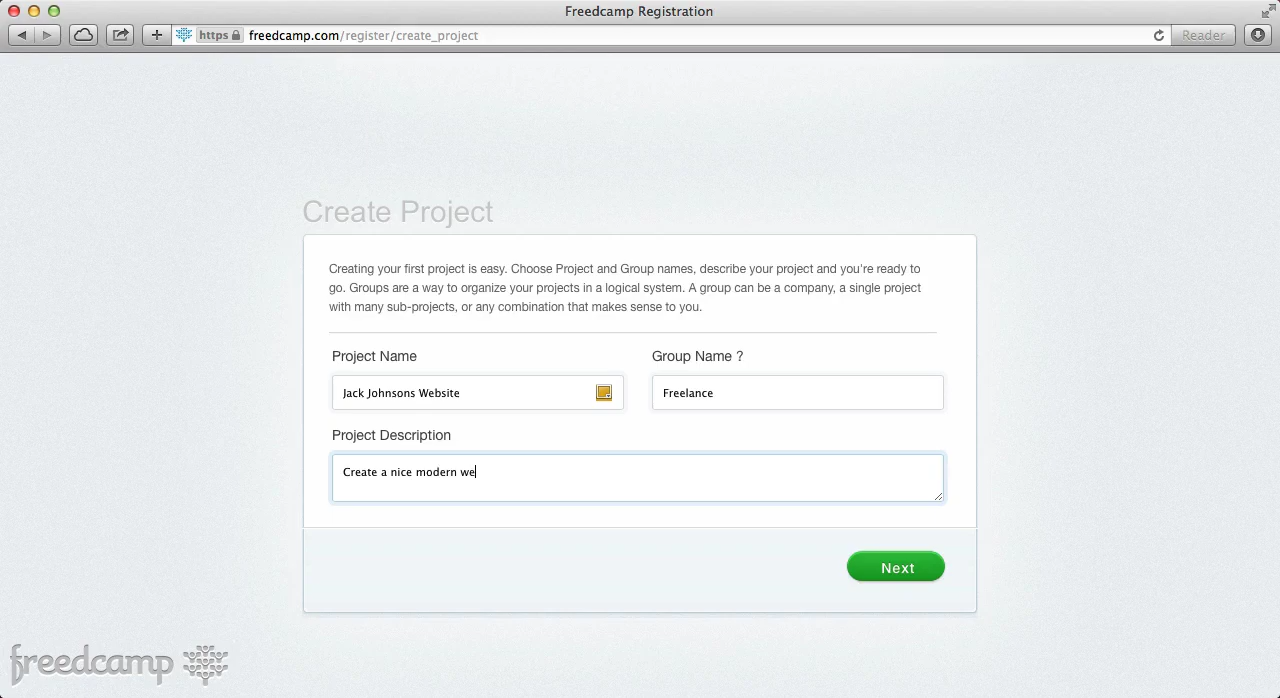 Freedcamp Registration
https freedcamp.com/register/create_project Reader
Create Project
Creating your first project is easy. Choose Project and Group names, describe your project and you're ready to
go. Groups are a way to organize your projects in a logical system. A group can be a company, a single project
with many sub-projects, or any combination that makes sense to you.
Project Name Group Name ?
Jack Johnsons Website Freelance
Project Description
Create a nice modern we
Next
freedcamp